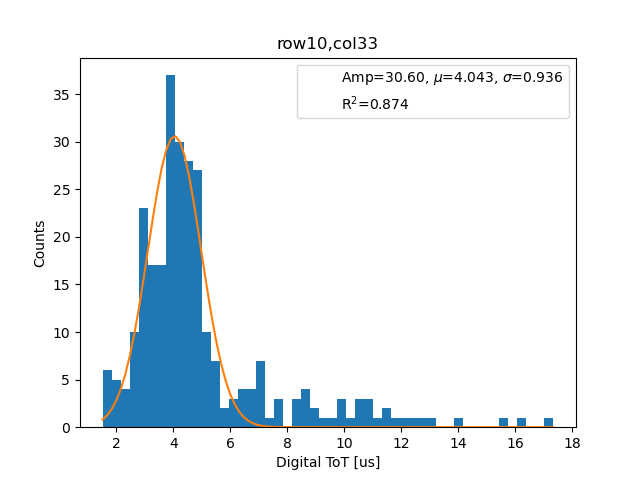 row10,col33
Amp=30.60, μ=4.043, σ=0.936
R²=0.874
35
30
25
20
15
10
5
0
Counts
2 4 6 8 10 12 14 16 18
Digital ToT [us]